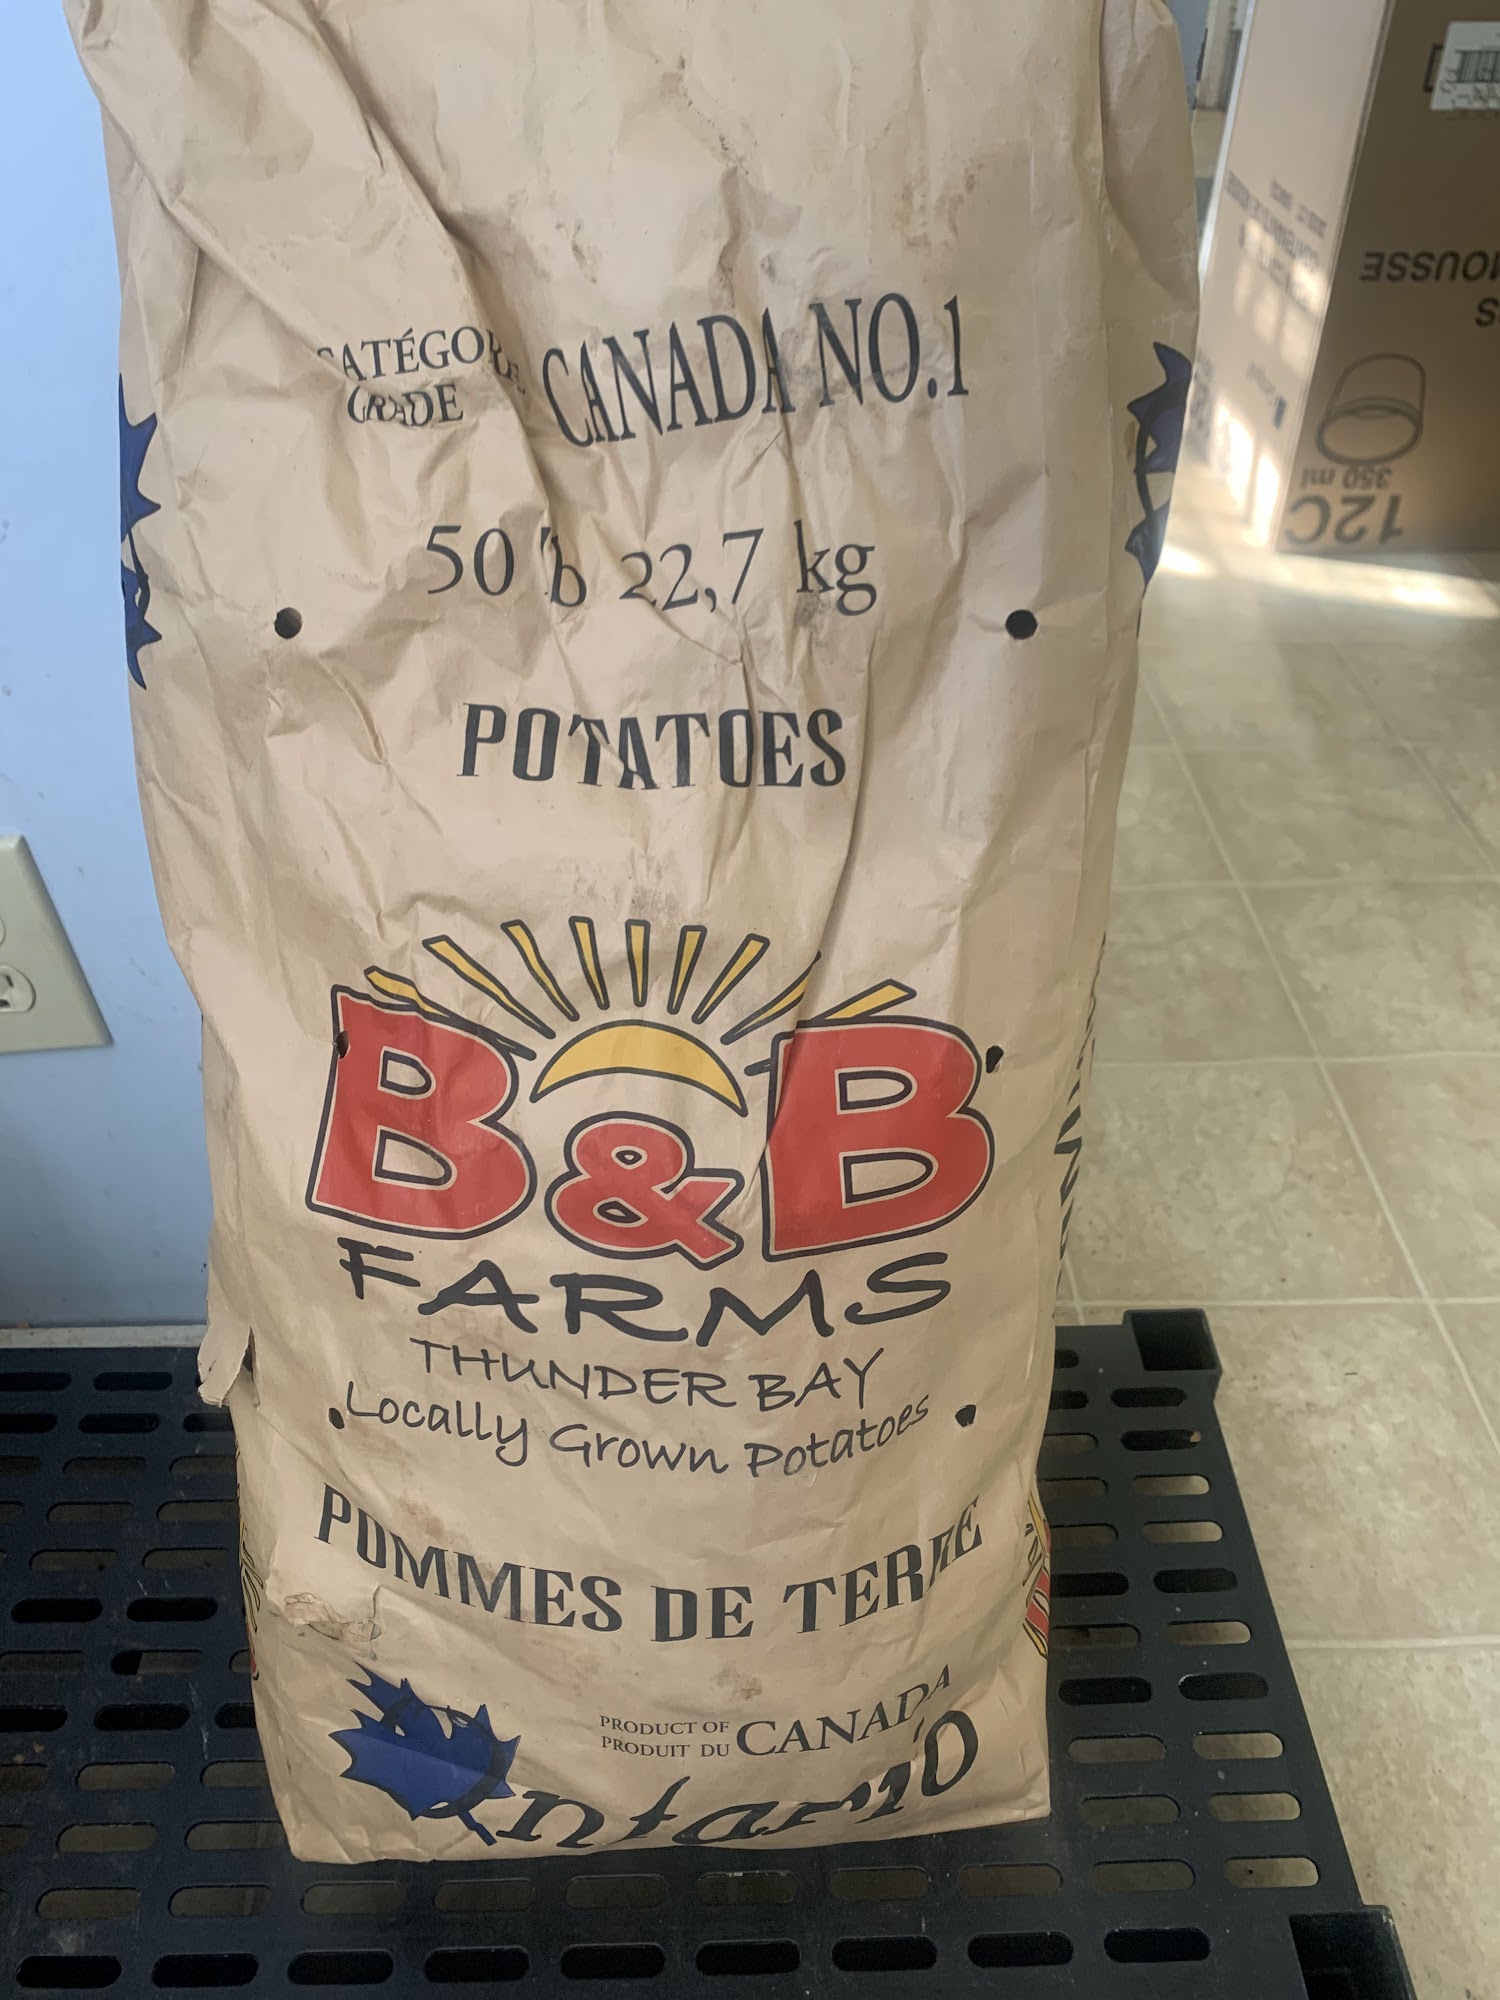 CATÉGORIE
GRADE
CANADA NO.1
50 lb 22,7 kg
POTATOES
B&B
FARMS
THUNDER BAY
Locally Grown Potatoes
POMMES DE TERRE
PRODUCT OF
PRODUIT DU
CANADA
Ontario
MOUSSE
350 ml
12C